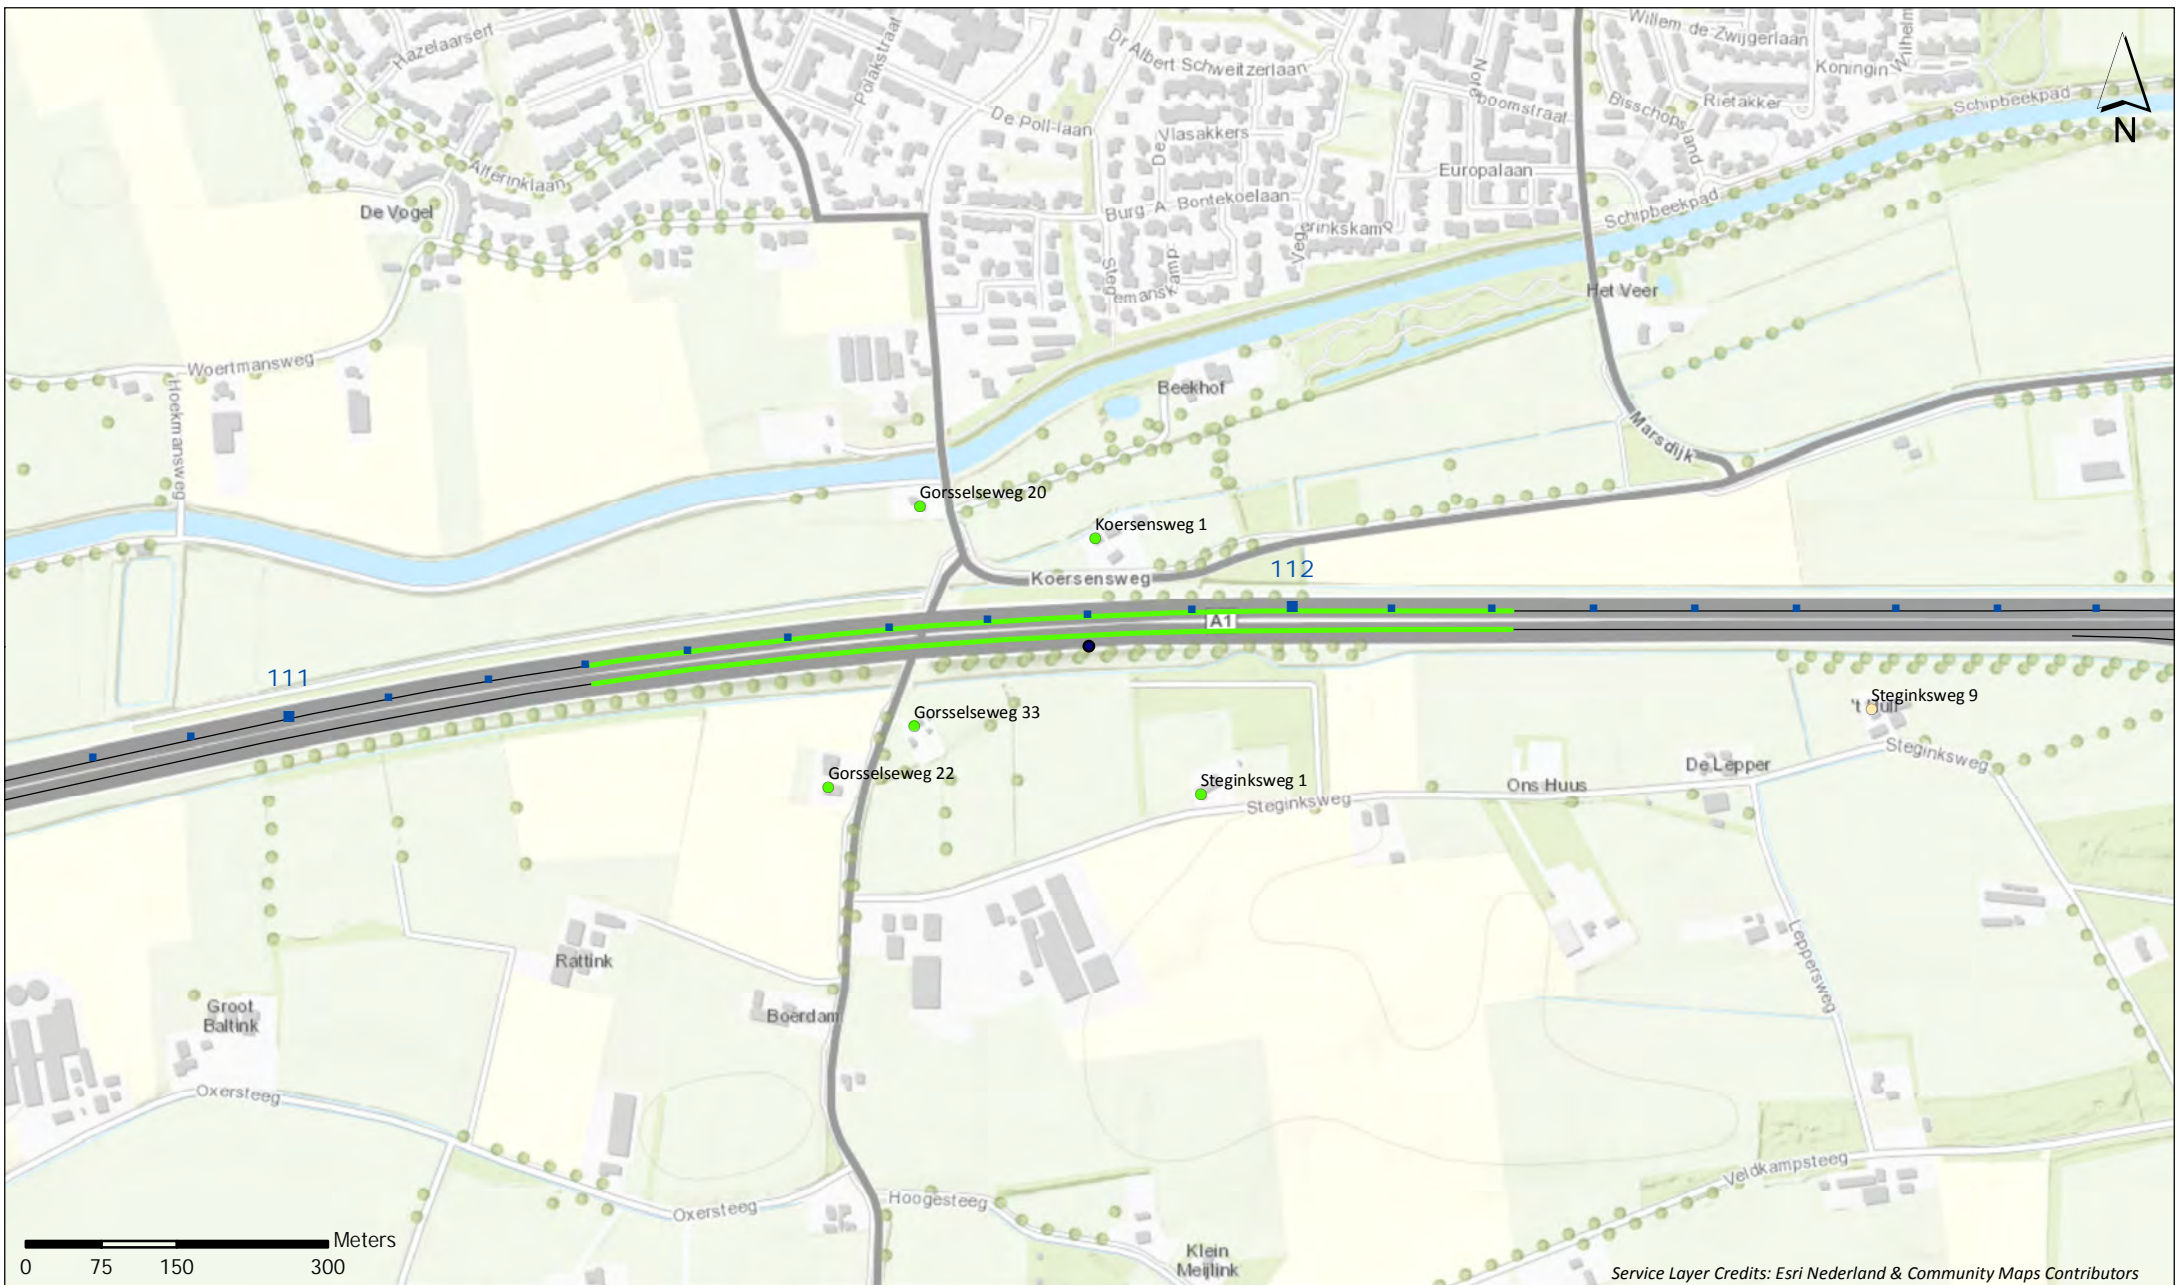 Hazelaarsert
Polakstraat
Dr Albert Schweitzerlaan
Willem de Zwijgerlaan
Koningin Wilhelm
Rietakker
Bisschopsland
Schipbeekpad
N
De Poll-laan
De Vlasakkers
boomstraat
Europalaan
Alferinklaan
De Vogel
Burg A Bontekoelaan
Schipbeekpad
Het Veer
Woertmansweg
Hoekmansweg
Beekhof
Marsdijk
Gorsselseweg 20
Koersensweg 1
Koersensweg
112
A1
111
Gorsselseweg 33
Gorsselseweg 22
Steginksweg 1
Steginksweg
Steginksweg 9
Steginksweg
De Lepper
Ons Huus
Leppersweg
Rattink
Boerdam
Groot
Baltink
Oxersteeg
Oxersteeg
Hoogesteeg
Veldkampsteeg
Klein
Meijlink
Meters
0 75 150 300
Service Layer Credits: Esri Nederland & Community Maps Contributors